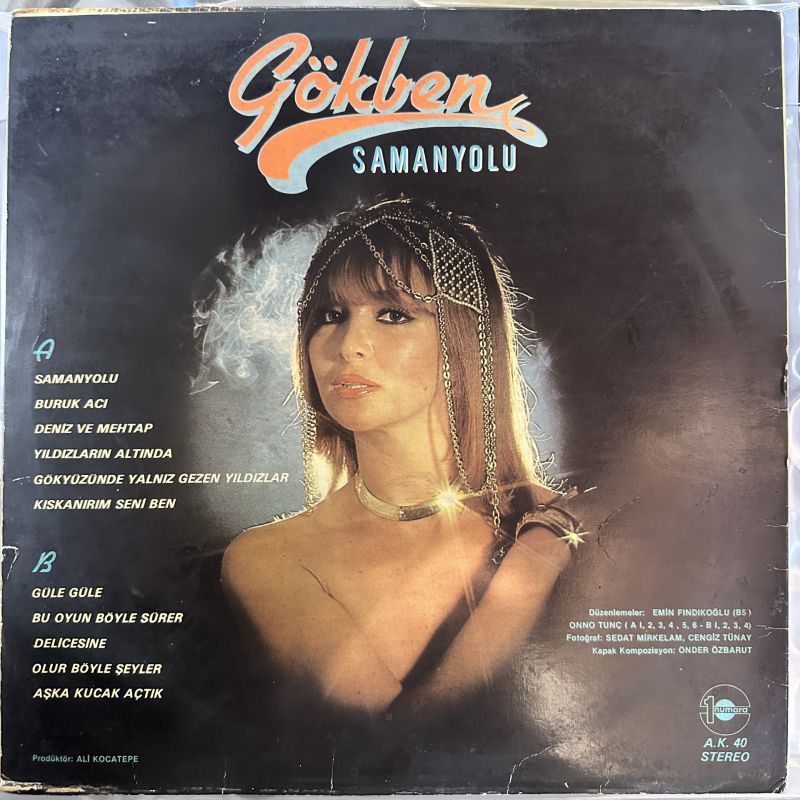 Gökben
SAMANYOLU
A
SAMANYOLU
BURUK ACI
DENİZ VE MEHTAP
YILDIZLARIN ALTINDA
GÖKYÜZÜNDE YALNIZ GEZEN YILDIZLAR
KISKANIRIM SENİ BEN
B
GÜLE GÜLE
BU OYUN BÖYLE SÜRER
DELİCESİNE
OLUR BÖYLE ŞEYLER
AŞKA KUCAK AÇTIK
Düzenlemeler: EMİN FINDIKOĞLU (B5)
ONNO TUNÇ ( A I, 2, 3, 4 , 5, 6 - B I, 2, 3, 4)
Fotoğraf: SEDAT MİRKELAM, CENGİZ TÜNAY
Kapak Kompozisyon: ÖNDER ÖZBARUT
1 numara
A.K. 40
STEREO
Prodüktör: ALİ KOCATEPE